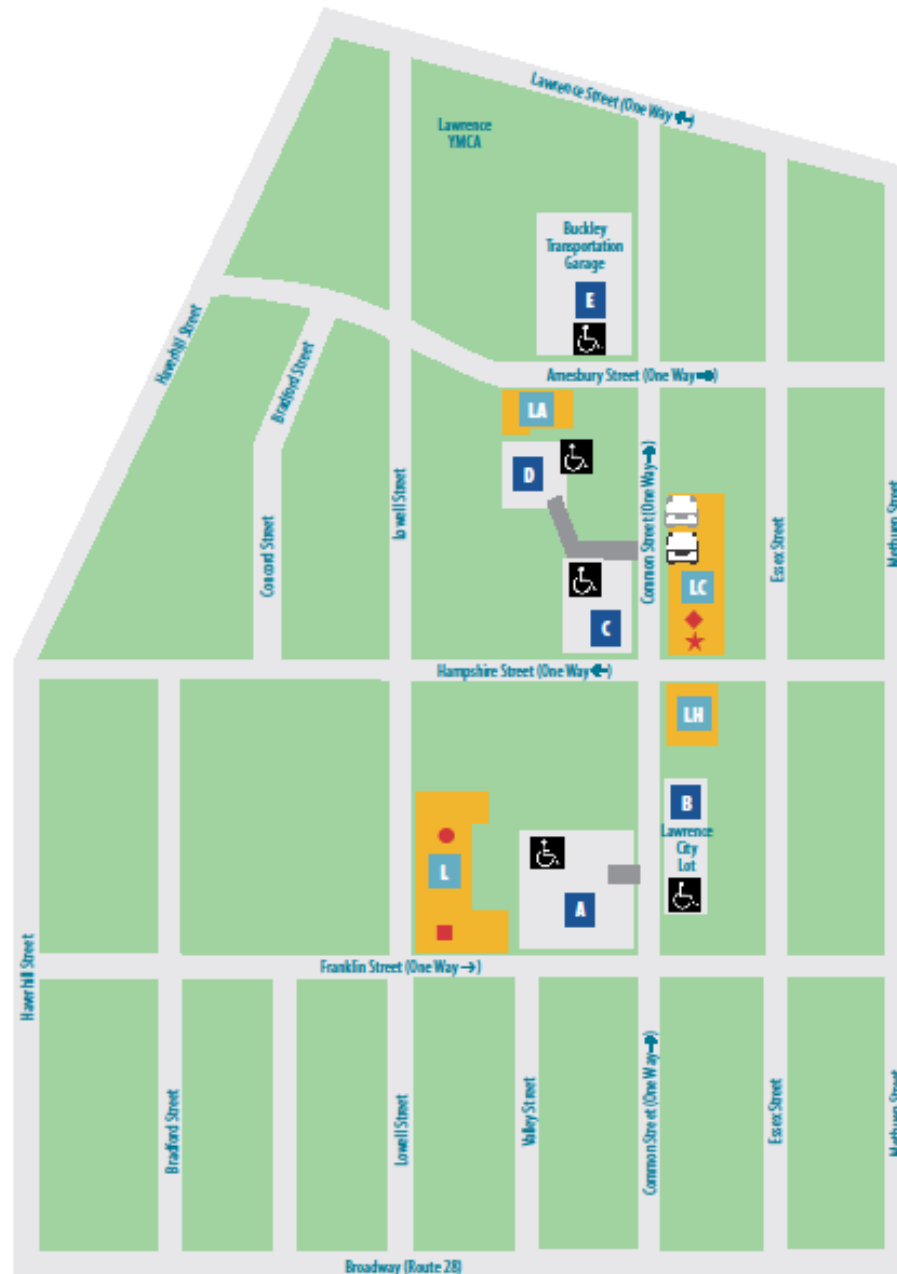 Lawrence Street (One Way)
Lawrence
YMCA
Buckley
Transportation
Garage
E
Haverhill Street
Bradford Street
Amesbury Street (One Way)
LA
D
Lowell Street
Common Street (One Way)
Essex Street
Methuen Street
Concord Street
LC
C
Hampshire Street (One Way)
LH
B
Lawrence
City
Lot
L
A
Haverhill Street
Franklin Street (One Way →)
Bradford Street
Lowell Street
Valley Street
Common Street (One Way)
Essex Street
Methuen Street
Broadway (Route 28)